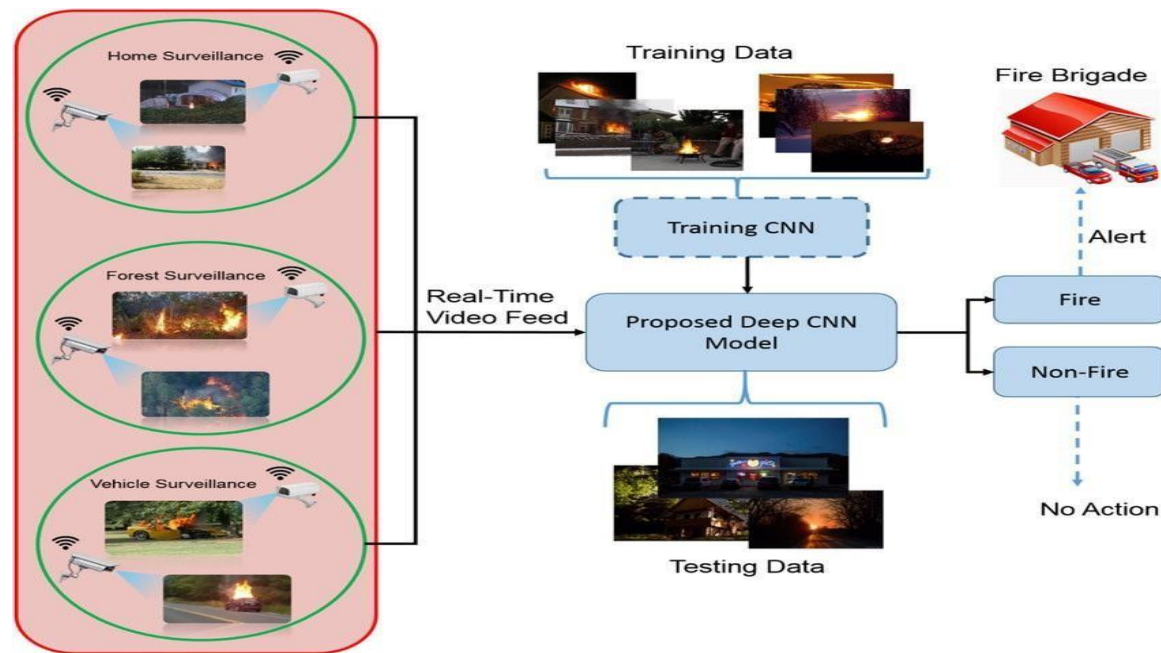 Home Surveillance
Forest Surveillance
Vehicle Surveillance
Real-Time
Video Feed
Training Data
Training CNN
Proposed Deep CNN
Model
Testing Data
Fire Brigade
Alert
Fire
Non-Fire
No Action